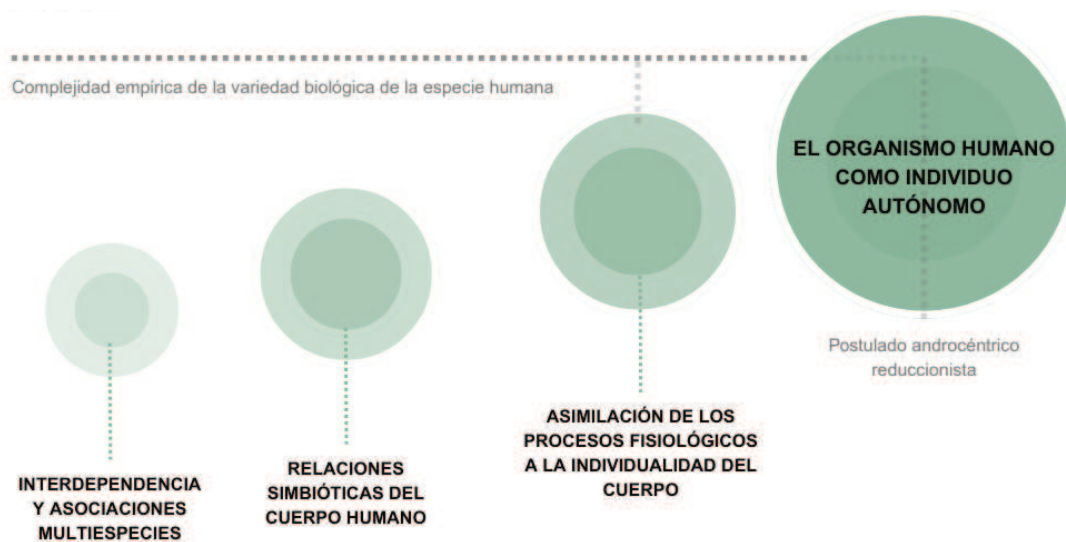 Complejidad empírica de la variedad biológica de la especie humana
EL ORGANISMO HUMANO
COMO INDIVIDUO
AUTÓNOMO
Postulado androcéntrico
reduccionista
ASIMILACIÓN DE LOS
PROCESOS FISIOLÓGICOS
A LA INDIVIDUALIDAD DEL
CUERPO
RELACIONES
SIMBIÓTICAS DEL
CUERPO HUMANO
INTERDEPENDENCIA
Y ASOCIACIONES
MULTIESPECIES